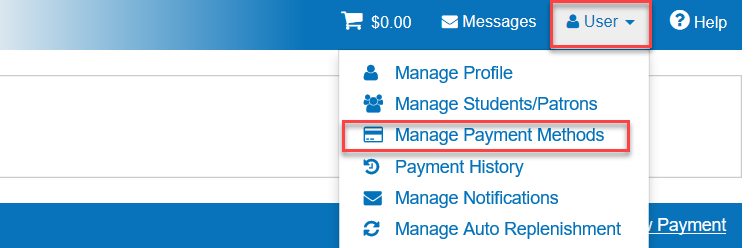 $0.00 Messages User Help
Manage Profile
Manage Students/Patrons
Manage Payment Methods
Payment History
Manage Notifications
Manage Auto Replenishment
Payment